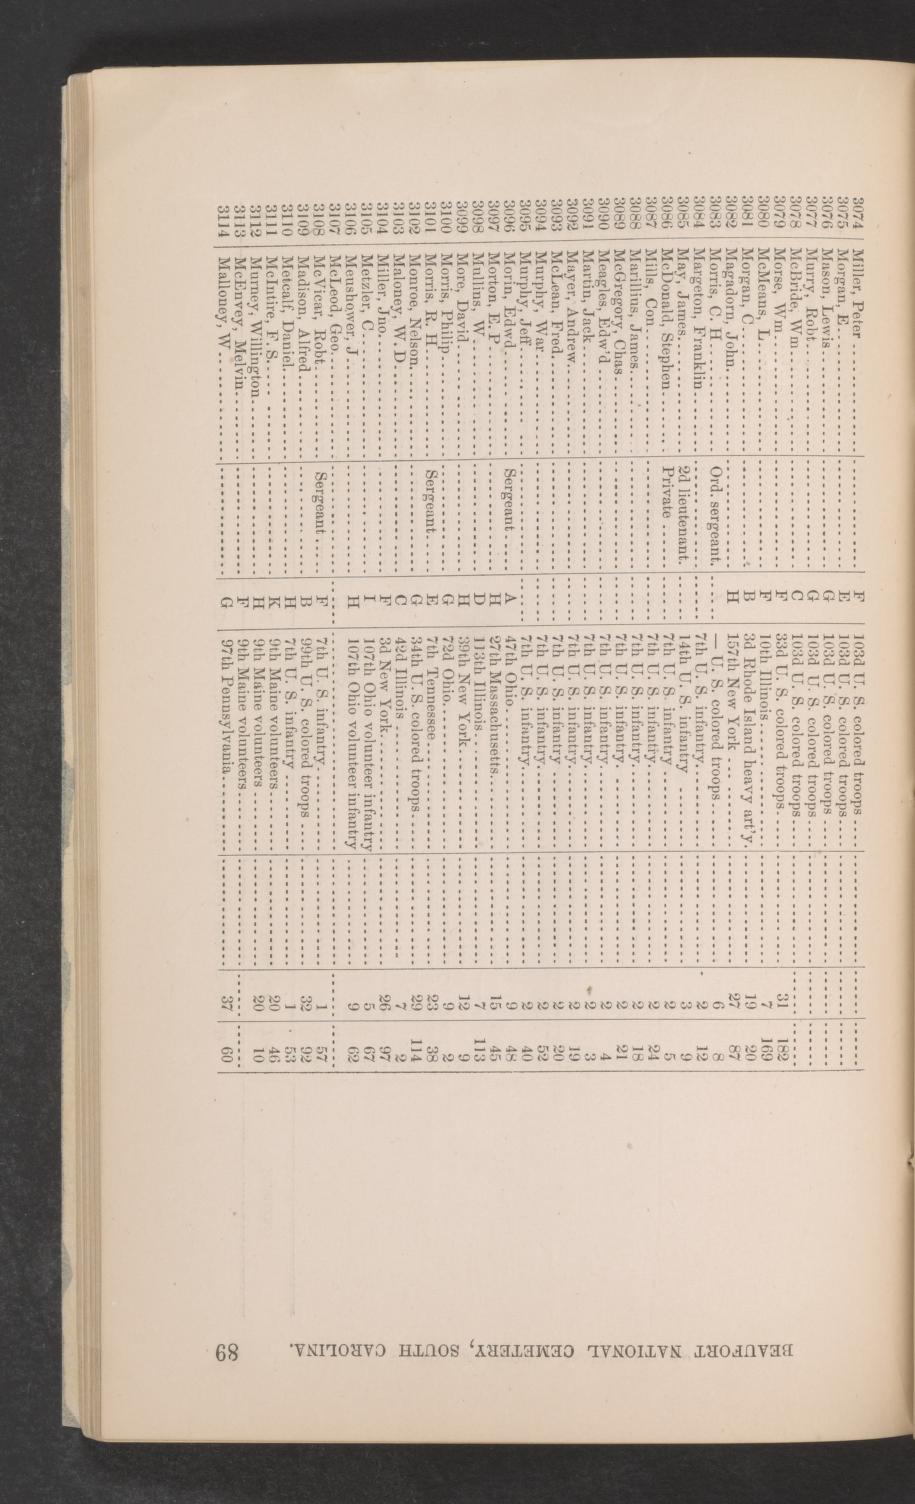 3074 Miller, Peter F 103d U. S. colored troops
3075 Morgan, E. E 103d U. S. colored troops
3076 Mason, Lewis G 103d U. S. colored troops
3077 Murry, Robt. G 103d U. S. colored troops
3078 McBride, Wm. C 103d U. S. colored troops
3079 Morse, Wm. F 33d U. S. colored troops 31 182
3080 McMeans, L. F 10th Illinois 7 169
3081 Morgan, C. B 3d Rhode Island heavy art'y. 19 20
3082 Magadorn, John H 157th New York 27 87
3083 Morris, C. H. Ord. sergeant. — U. S. colored troops 6 8
3084 Margeton, Franklin 7th U. S. infantry 2 12
3085 May, James 2d lieutenant. 14th U. S. infantry 3 9
3086 McDonald, Stephen Private 7th U. S. infantry 2 5
3087 Mills, Con 7th U. S. infantry 2 24
3088 Marillius, James 7th U. S. infantry 2 18
3089 McGregory, Chas 7th U. S. infantry 2 21
3090 Meagles, Edw'd 7th U. S. infantry 2 4
3091 Martin, Jack 7th U. S. infantry 2 3
3092 Mayer, Andrew 7th U. S. infantry 2 19
3093 McLean, Fred 7th U. S. infantry 2 20
3094 Murphy, War 7th U. S. infantry 2 52
3095 Murphy, Jeff 7th U. S. infantry 2 40
3096 Morin, Edwd Sergeant A 47th Ohio 9 48
3097 Morton, E. P. H 27th Massachusetts 15 45
3098 Mullins, W. D 113th Illinois 7 113
3099 More, David H 39th New York 12 9
3100 Morris, Philip G 72d Ohio 9 2
3101 Morris, R. H. Sergeant E 7th Tennessee 23 38
3102 Monroe, Nelson G 34th U. S. colored troops 29 114
3103 Maloney, W. D. C 42d Illinois 7 2
3104 Miller, Jno. F 3d New York 26 97
3105 Metzler, C. I 107th Ohio volunteer infantry 5 67
3106 Meushower, J. H 107th Ohio volunteer infantry 9 62
3107 McLeod, Geo.
3108 McVicar, Robt. Sergeant F 7th U. S. infantry 1 57
3109 Madison, Alfred B 99th U. S. colored troops 32 92
3110 Metcalf, Daniel H 7th U. S. infantry 1 53
3111 McIntire, F. S. K 9th Maine volunteers 20 46
3112 Murney, Willington H 9th Maine volunteers 20 10
3113 McEnvey, Melvin F 9th Maine volunteers
3114 Malloney, W. G 97th Pennsylvania 37 60
BEAUFORT NATIONAL CEMETERY, SOUTH CAROLINA. 89